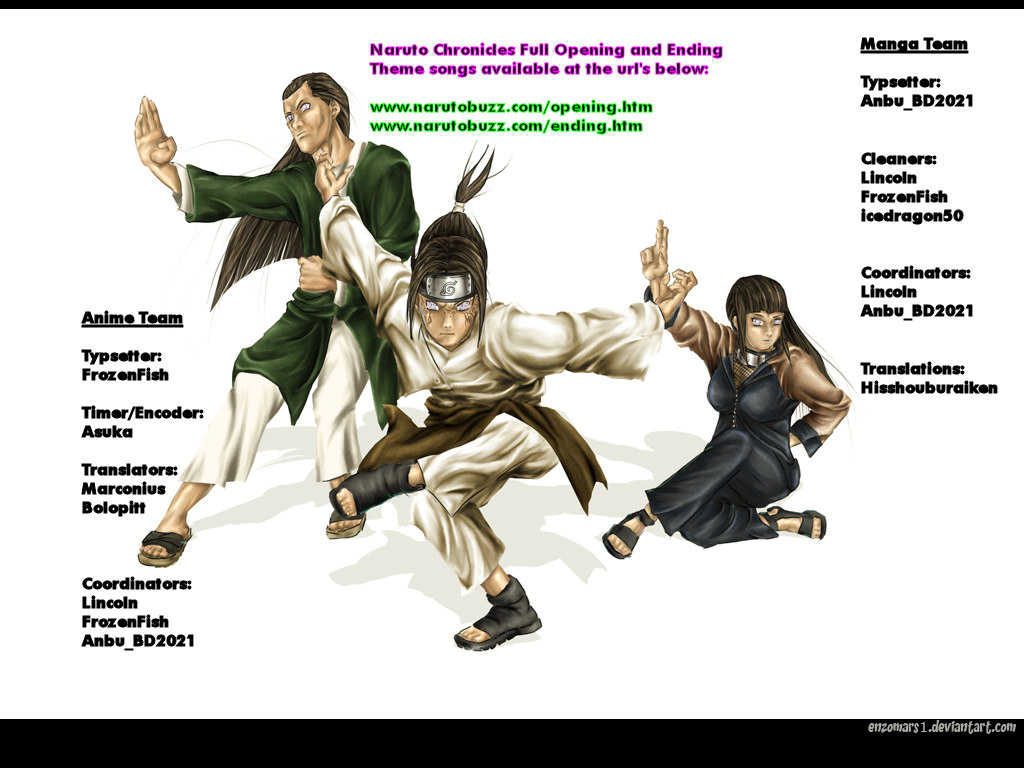 Naruto Chronicles Full Opening and Ending
Theme songs available at the url's below:
www.narutobuzz.com/opening.htm
www.narutobuzz.com/ending.htm
Manga Team
Typsetter:
Anbu_BD2021
Cleaners:
Lincoln
FrozenFish
icedragon50
Coordinators:
Lincoln
Anbu_BD2021
Translations:
Hisshouburaiken
Anime Team
Typsetter:
FrozenFish
Timer/Encoder:
Asuka
Translators:
Marconius
Bolopitt
Coordinators:
Lincoln
FrozenFish
Anbu_BD2021
enzomars1.deviantart.com